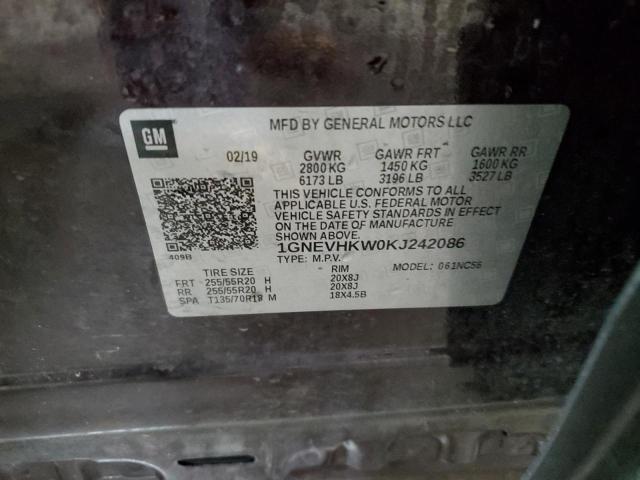 GM
MFD BY GENERAL MOTORS LLC
02/19 GVWR GAWR FRT GAWR RR
2800 KG 1450 KG 1600 KG
6173 LB 3196 LB 3527 LB
THIS VEHICLE CONFORMS TO ALL
APPLICABLE U.S. FEDERAL MOTOR
VEHICLE SAFETY STANDARDS IN EFFECT
ON THE DATE OF MANUFACTURE
SHOWN ABOVE.
409B
1GNEVHKW0KJ242086
TYPE: M.P.V. MODEL: 061NC56
TIRE SIZE RIM
FRT 255/55R20 H 20X8J
RR 255/55R20 H 20X8J
SPA T135/70R18 M 18X4.5B